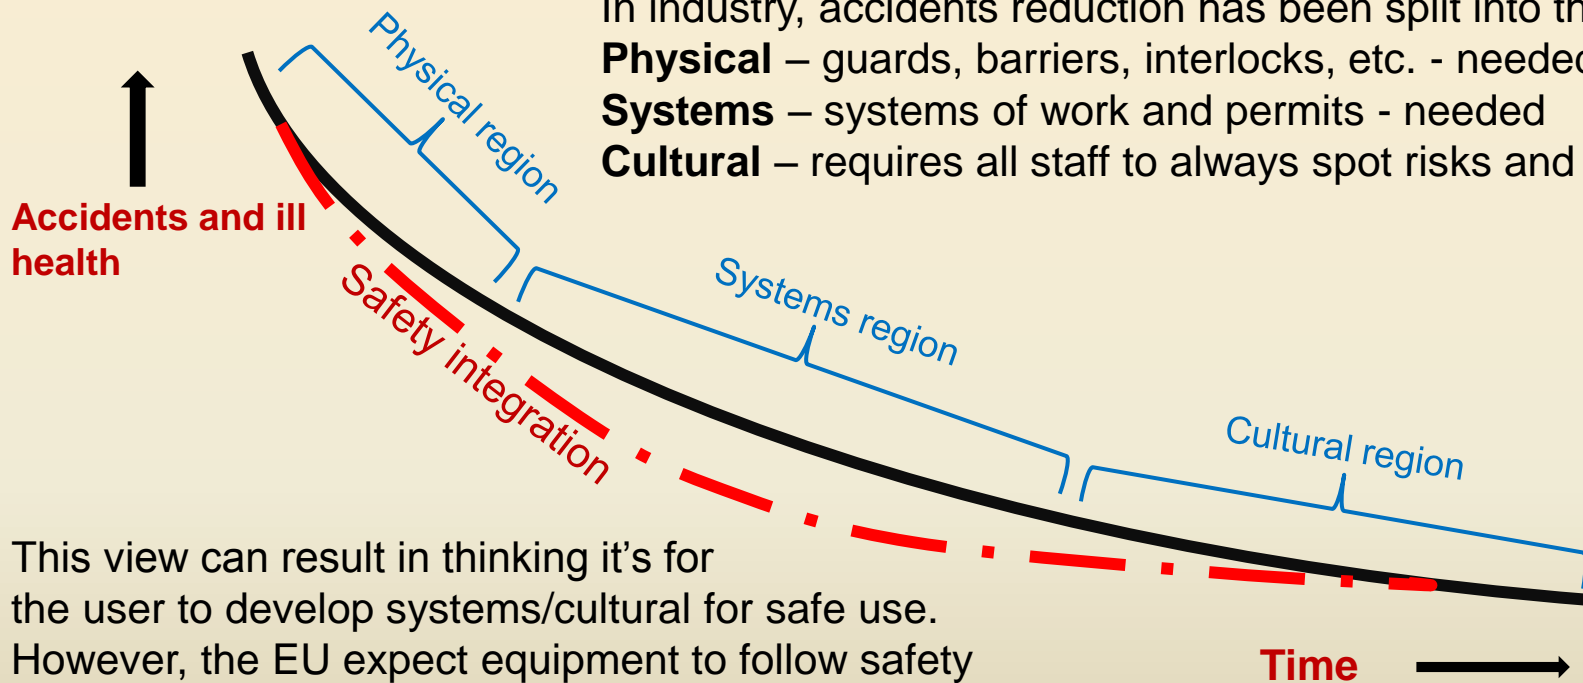 In industry, accidents reduction has been split into
Physical – guards, barriers, interlocks, etc. - needed
Systems – systems of work and permits - needed
Cultural – requires all staff to always spot risks and
Physical region
Accidents and ill
health
Systems region
Safety integration
Cultural region
This view can result in thinking it's for
the user to develop systems/cultural for safe use.
However, the EU expect equipment to follow safety
Time